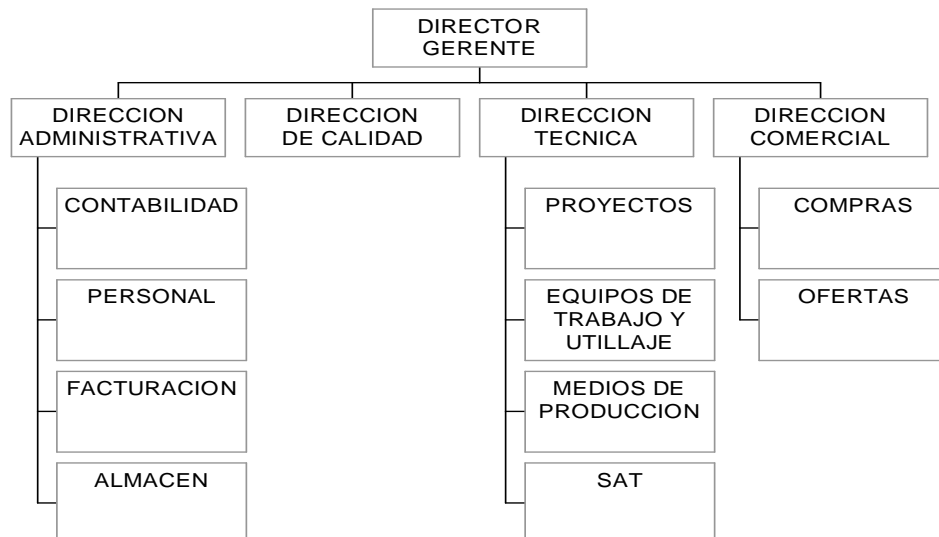 DIRECTOR
GERENTE
DIRECCION
ADMINISTRATIVA
DIRECCION
DE CALIDAD
DIRECCION
TECNICA
DIRECCION
COMERCIAL
CONTABILIDAD
PERSONAL
FACTURACION
ALMACEN
PROYECTOS
EQUIPOS DE
TRABAJO Y
UTILLAJE
MEDIOS DE
PRODUCCION
SAT
COMPRAS
OFERTAS